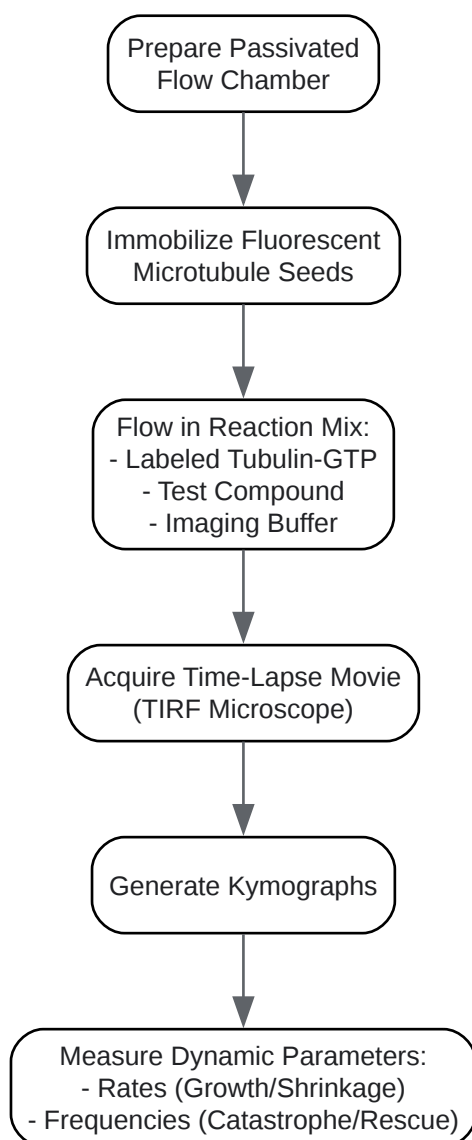 Prepare Passivated
Flow Chamber
Immobilize Fluorescent
Microtubule Seeds
Flow in Reaction Mix:
- Labeled Tubulin-GTP
- Test Compound
- Imaging Buffer
Acquire Time-Lapse Movie
(TIRF Microscope)
Generate Kymographs
Measure Dynamic Parameters:
- Rates (Growth/Shrinkage)
- Frequencies (Catastrophe/Rescue)